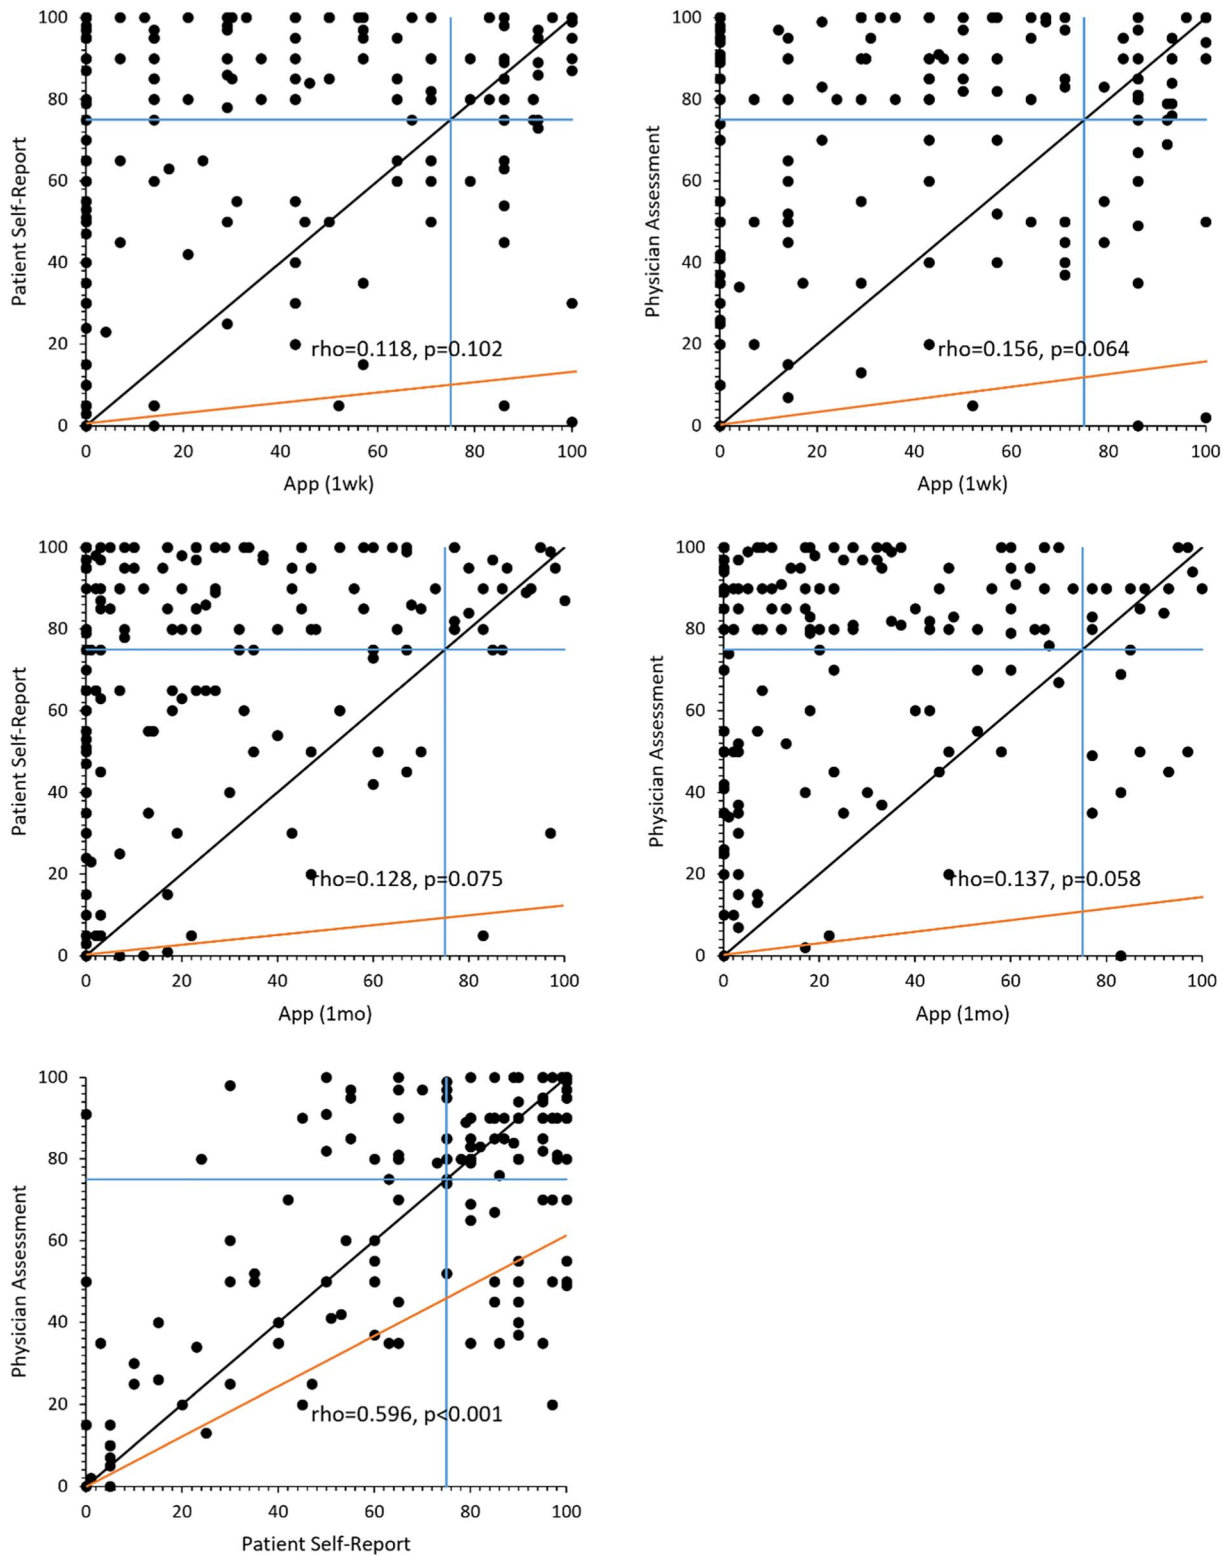 100
80
60
40
20
0
Patient Self-Report
rho=0.118, p=0.102
0 20 40 60 80 100
App (1wk)
100
80
60
40
20
0
Physician Assessment
rho=0.156, p=0.064
0 20 40 60 80 100
App (1wk)
100
80
60
40
20
0
Patient Self-Report
rho=0.128, p=0.075
0 20 40 60 80 100
App (1mo)
100
80
60
40
20
0
Physician Assessment
rho=0.137, p=0.058
0 20 40 60 80 100
App (1mo)
100
80
60
40
20
0
Physician Assessment
rho=0.596, p<0.001
0 20 40 60 80 100
Patient Self-Report